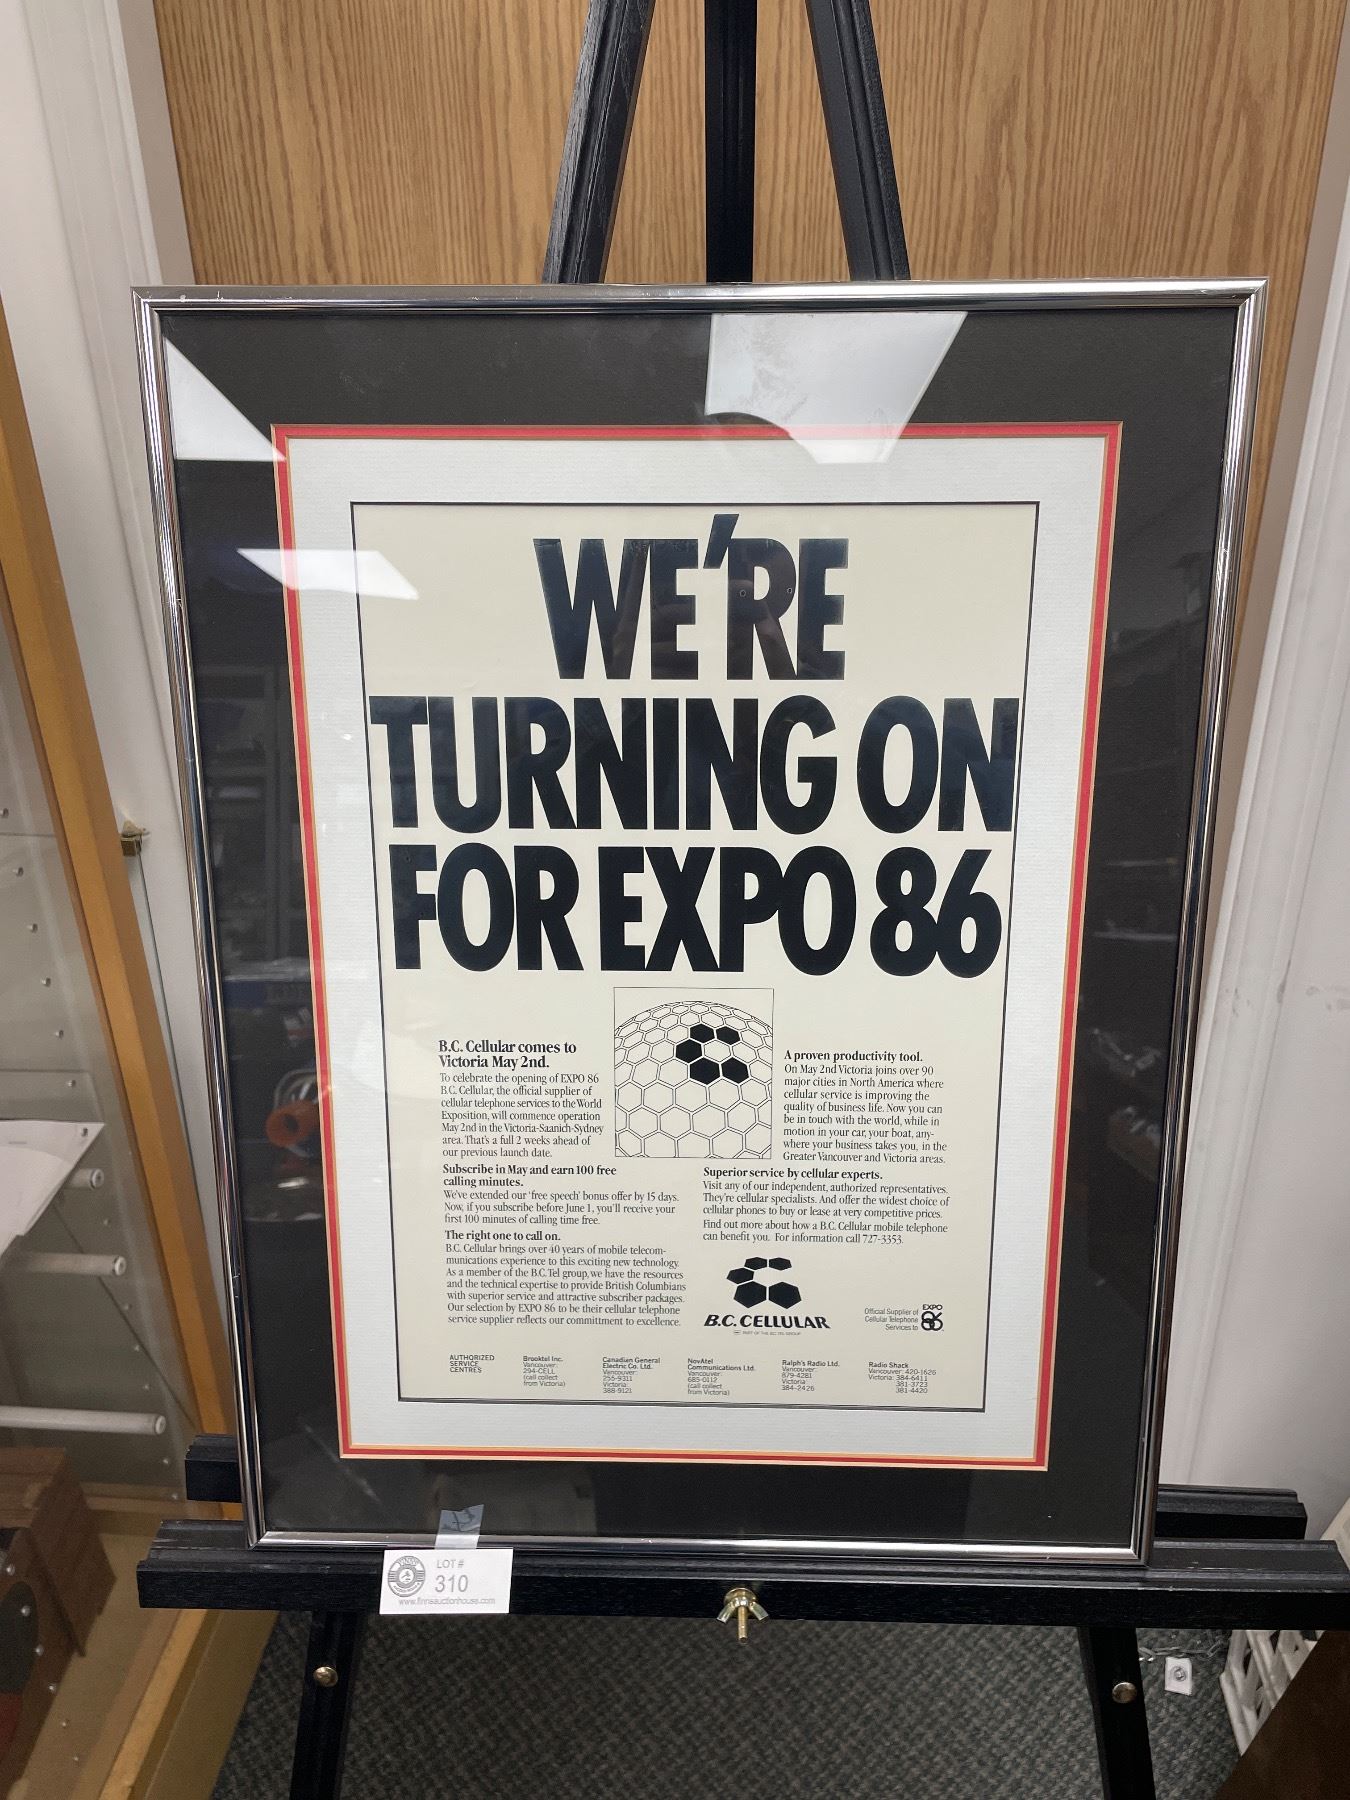 WE'RE
TURNING ON
FOR EXPO 86
B.C. Cellular comes to
Victoria May 2nd.
To celebrate the opening of EXPO 86
B.C. Cellular, the official supplier of
cellular telephone services to the World
Exposition, will commence operation
May 2nd in the Victoria-Saanich-Sydney
area. That's a full 2 weeks ahead of
our previous launch date.
Subscribe in May and earn 100 free
calling minutes.
We've extended our 'free speech' bonus offer by 15 days.
Now, if you subscribe before June 1, you'll receive your
first 100 minutes of calling time free.
The right one to call on.
B.C. Cellular brings over 40 years of mobile telecom-
munications experience to this exciting new technology.
As a member of the B.C. Tel group, we have the resources
and the technical expertise to provide British Columbians
with superior service and attractive subscriber packages.
Our selection by EXPO 86 to be their cellular telephone
service supplier reflects our committment to excellence.
A proven productivity tool.
On May 2nd Victoria joins over 90
major cities in North America where
cellular service is improving the
quality of business life. Now you can
be in touch with the world, while in
motion in your car, your boat, any-
where your business takes you, in the
Greater Vancouver and Victoria areas.
Superior service by cellular experts.
Visit any of our independent, authorized representatives.
They're cellular specialists. And offer the widest choice of
cellular phones to buy or lease at very competitive prices.
Find out more about how a B.C. Cellular mobile telephone
can benefit you. For information call 727-3353.
B.C. CELLULAR
PART OF THE B.C. TEL GROUP
Official Supplier of
Cellular Telephone
Services to
EXPO
86
AUTHORIZED
SERVICE
CENTRES
Brooktel Inc.
Vancouver:
294-CELL
(call collect
from Victoria)
Canadian General
Electric Co. Ltd.
Vancouver:
255-9311
Victoria:
388-9121
NovAtel
Communications Ltd.
Vancouver:
685-0112
(call collect
from Victoria)
Ralph's Radio Ltd.
Vancouver:
879-4281
Victoria:
384-2426
Radio Shack
Vancouver: 420-1626
Victoria: 384-6411
381-3723
381-4420
LOT #
310
www.finnsauctionhouse.com